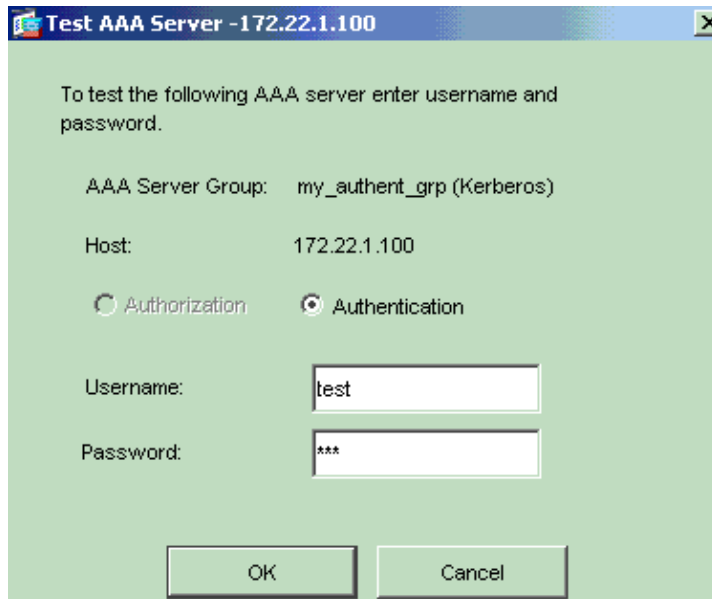 Test AAA Server -172.22.1.100
To test the following AAA server enter username and
password.
AAA Server Group: my_authent_grp (Kerberos)
Host: 172.22.1.100
Authorization Authentication
Username: test
Password: ***
OK Cancel